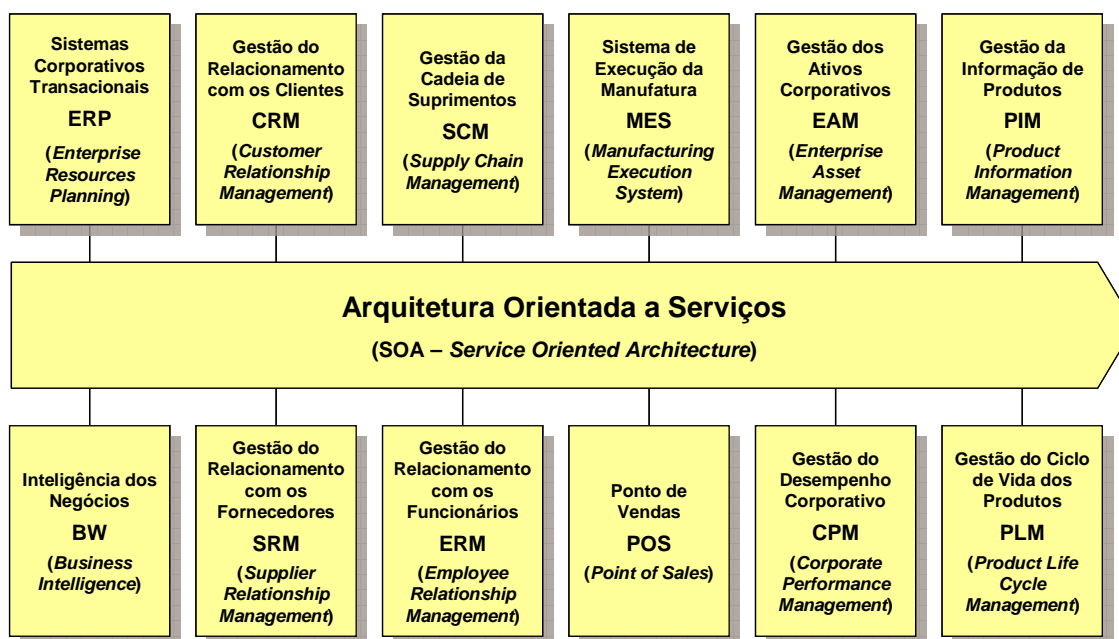 Sistemas
Corporativos
Transacionais
ERP
(Enterprise
Resources
Planning)
Gestão do
Relacionamento
com os Clientes
CRM
(Customer
Relationship
Management)
Gestão da
Cadeia de
Suprimentos
SCM
(Supply Chain
Management)
Sistema de
Execução da
Manufatura
MES
(Manufacturing
Execution
System)
Gestão dos
Ativos
Corporativos
EAM
(Enterprise
Asset
Management)
Gestão da
Informação de
Produtos
PIM
(Product
Information
Management)
Arquitetura Orientada a Serviços
(SOA – Service Oriented Architecture)
Inteligência dos
Negócios
BW
(Business
Intelligence)
Gestão do
Relacionamento
com os
Fornecedores
SRM
(Supplier
Relationship
Management)
Gestão do
Relacionamento
com os
Funcionários
ERM
(Employee
Relationship
Management)
Ponto de
Vendas
POS
(Point of Sales)
Gestão do
Desempenho
Corporativo
CPM
(Corporate
Performance
Management)
Gestão do Ciclo
de Vida dos
Produtos
PLM
(Product Life
Cycle
Management)